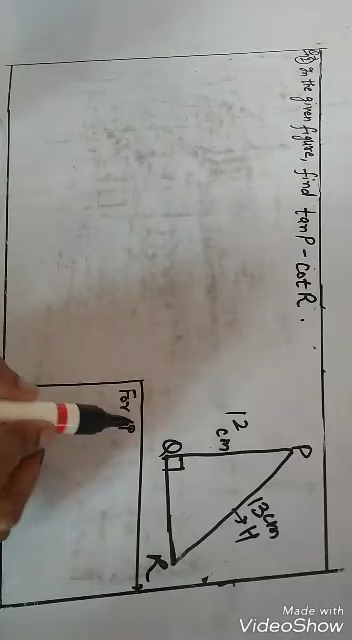 in the given figure, find tanP - cotR.
P
12
cm
13cm
→ H
Q
R
For P
Made with
VideoShow